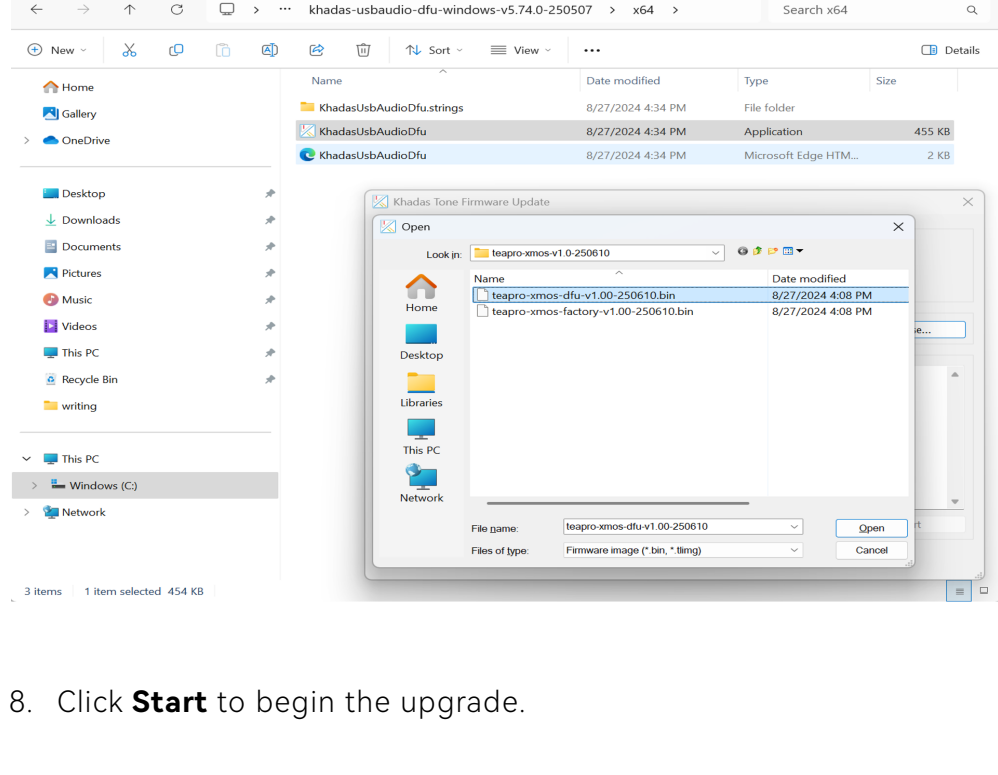 khadas-usbaudio-dfu-windows-v5.74.0-250507 > x64 > Search x64
New Sort View Details
Name Date modified Type Size
Home
Gallery
OneDrive
KhadasUsbAudioDfu.strings 8/27/2024 4:34 PM File folder
KhadasUsbAudioDfu 8/27/2024 4:34 PM Application 455 KB
KhadasUsbAudioDfu 8/27/2024 4:34 PM Microsoft Edge HTM... 2 KB
Desktop
Downloads
Documents
Pictures
Music
Videos
This PC
Recycle Bin
writing
This PC
Windows (C:)
Network
Khadas Tone Firmware Update
Open
Look in: teapro-xmos-v1.0-250610
Name Date modified
teapro-xmos-dfu-v1.00-250610.bin 8/27/2024 4:08 PM
teapro-xmos-factory-v1.00-250610.bin 8/27/2024 4:08 PM
Home
Desktop
Libraries
This PC
Network
File name: teapro-xmos-dfu-v1.00-250610 Open
Files of type: Firmware image (*.bin, *.tlimg) Cancel
3 items 1 item selected 454 KB
8. Click Start to begin the upgrade.